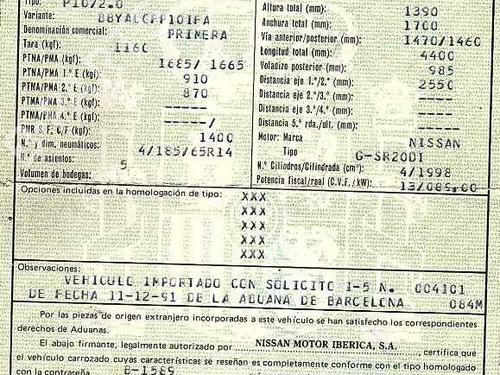 Tipo: P10/2.0
Variante: BBYALCFP101FA
Denominación comercial: PRIMERA
Tara (kgf): 1160
PTMA/PMA (kgf): 1685/ 1665
PTMA/PMA 1.º E (kgf): 910
PTMA/PMA 2.º E (kgf): 870
PTMA/PMA 3.º E (kgf): -----
PTMA/PMA 4.º E (kgf): -----/
PMR S. F, C/F (kgf): 1400
N.º y dim. neumáticos: 4/185/65R14
N.º de asientos: 5
Volumen de bodegas:
Altura total (mm): 1390
Anchura total (mm): 1700
Vía anterior/posterior (mm): 1470/1460
Longitud total (mm): 4400
Voladizo posterior (mm): 985
Distancia eje 1.º/2.º (mm): 2550
Distancia eje 2.º/3.º (mm): ----
Distancia eje 3.º/4.º (mm): ----
Distancia 5.ª rda./ult. (mm): ----
Motor: Marca NISSAN
Tipo G-SR20DI
N.º Cilindros/Cilindrada (cm³): 4/1998
Potencia fiscal/real (C.V.F./kW): 13/085,00
Opciones incluidas en la homologación de tipo: XXX
XXX
XXX
XXX
XXX
Observaciones:
VEHICULO IMPORTADO CON SOLICITO I-5 N. 004101
DE FECHA 11-12-91 DE LA ADUANA DE BARCELONA 084M
Por las piezas de origen extranjero incorporadas a este vehículo se han satisfecho los correspondientes
derechos de Aduanas.
El abajo firmante, legalmente autorizado por NISSAN MOTOR IBERICA, S.A. , certifica que
el vehículo carrozado cuyas características se reseñan es completamente conforme con el tipo homologado
con la contraseña B-1589